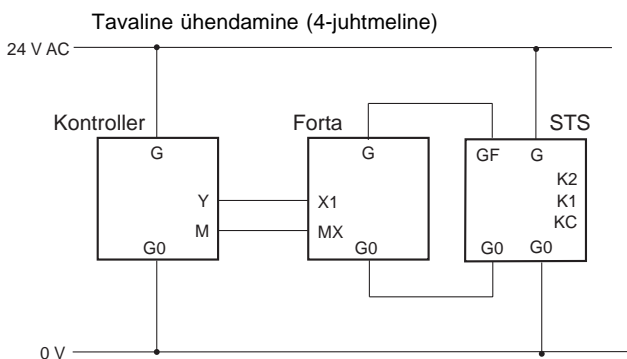 Tavaline ühendamine (4-juhtmeline)
24 V AC
Kontroller Forta STS
G G GF G
K2
Y X1 K1
M MX KC
G0 G0 G0 G0
0 V